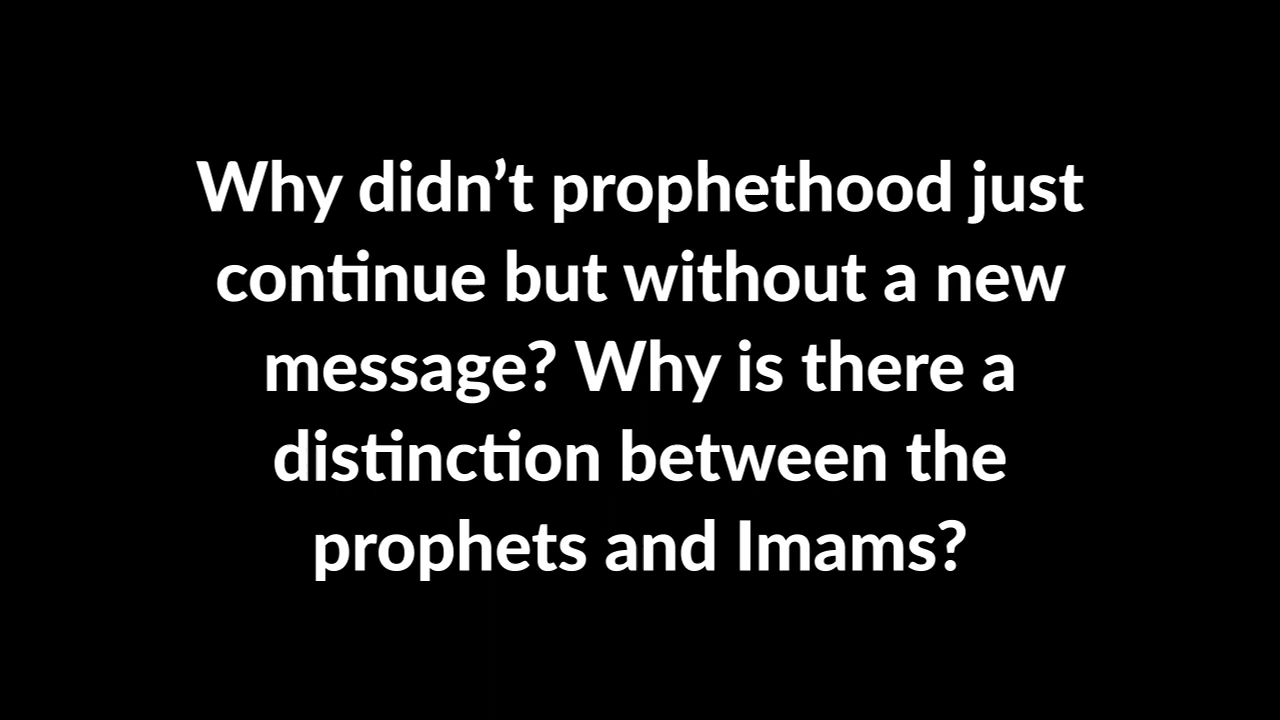 Why didn’t prophethood just
continue but without a new
message? Why is there a
distinction between the
prophets and Imams?